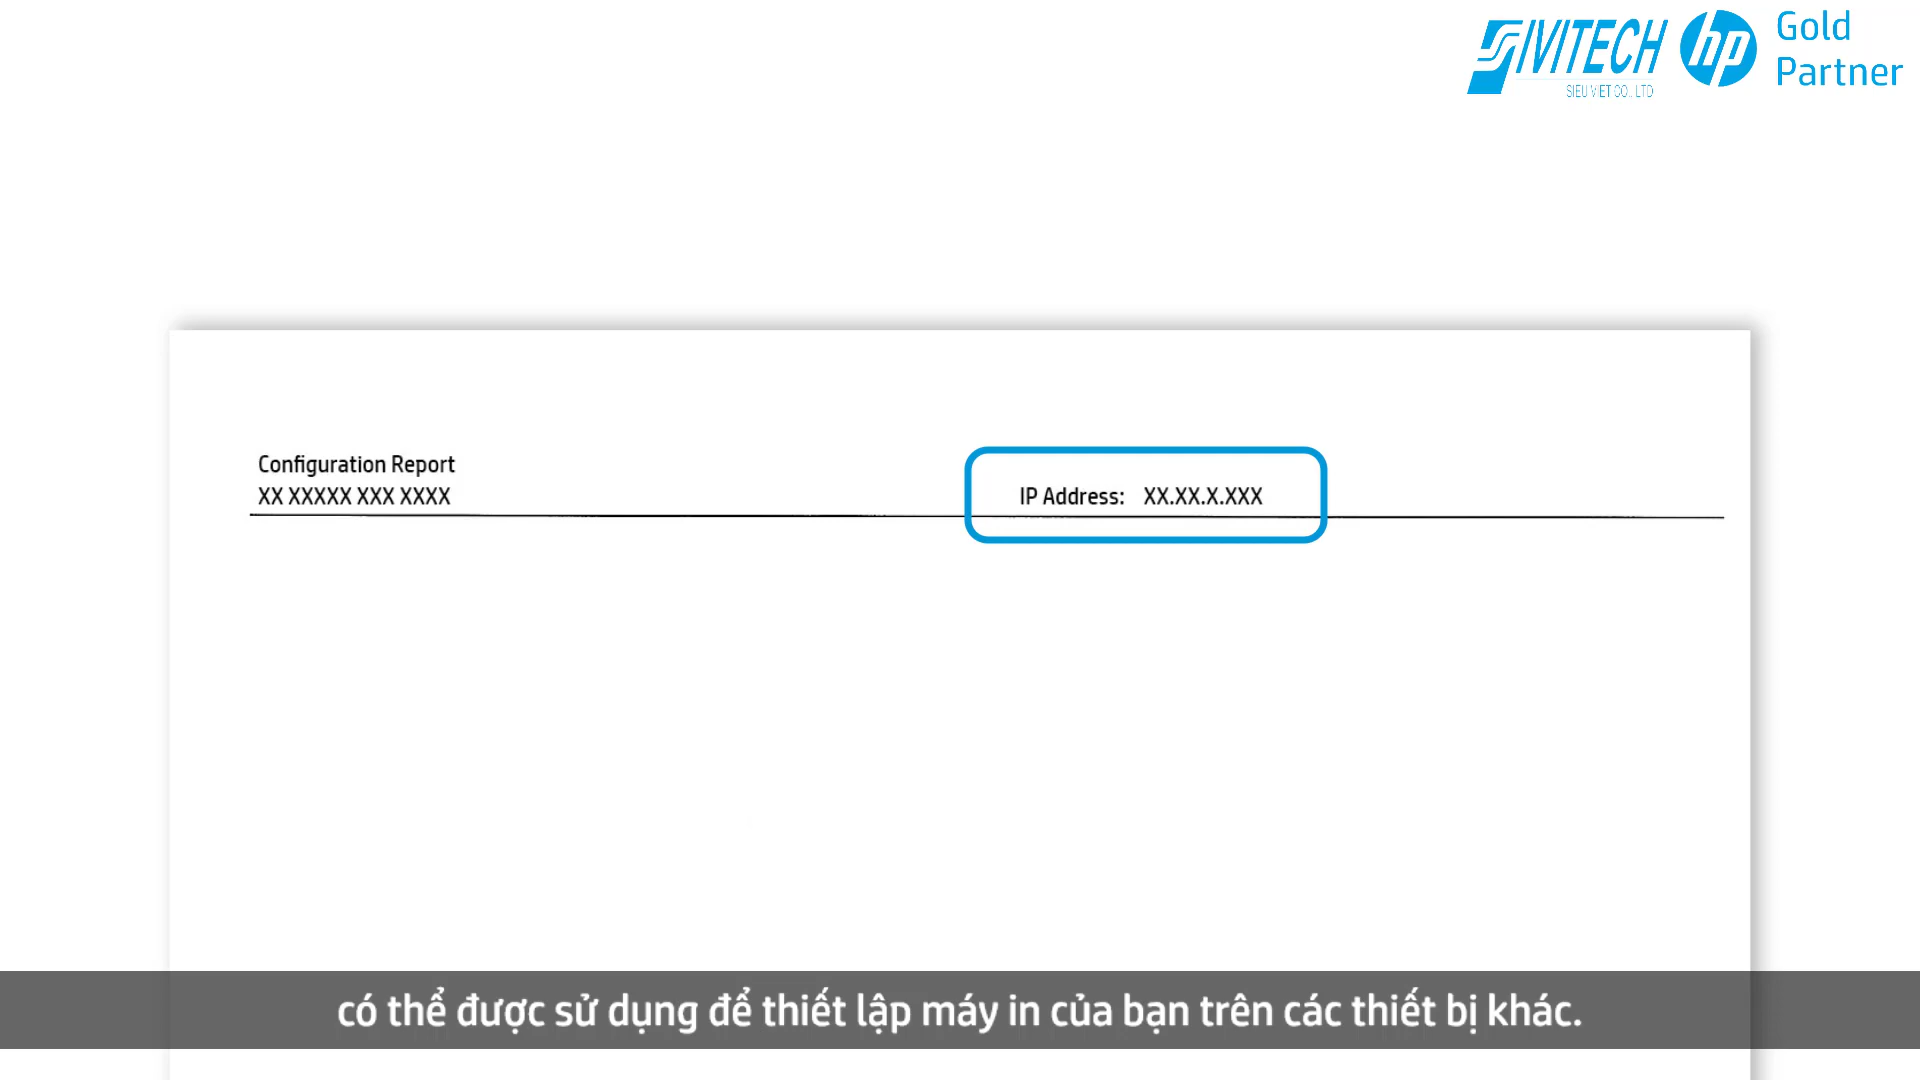 SIVITECH
SIEU VIET CO., LTD
hp
Gold
Partner
Configuration Report
XX XXXXX XXX XXXX
IP Address: XX.XX.X.XXX
có thể được sử dụng để thiết lập máy in của bạn trên các thiết bị khác.